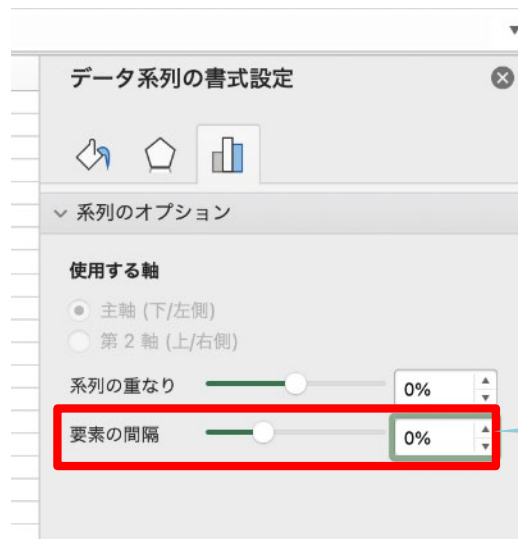 データ系列の書式設定
系列のオプション
使用する軸
主軸 (下/左側)
第 2 軸 (上/右側)
系列の重なり 0%
要素の間隔 0%